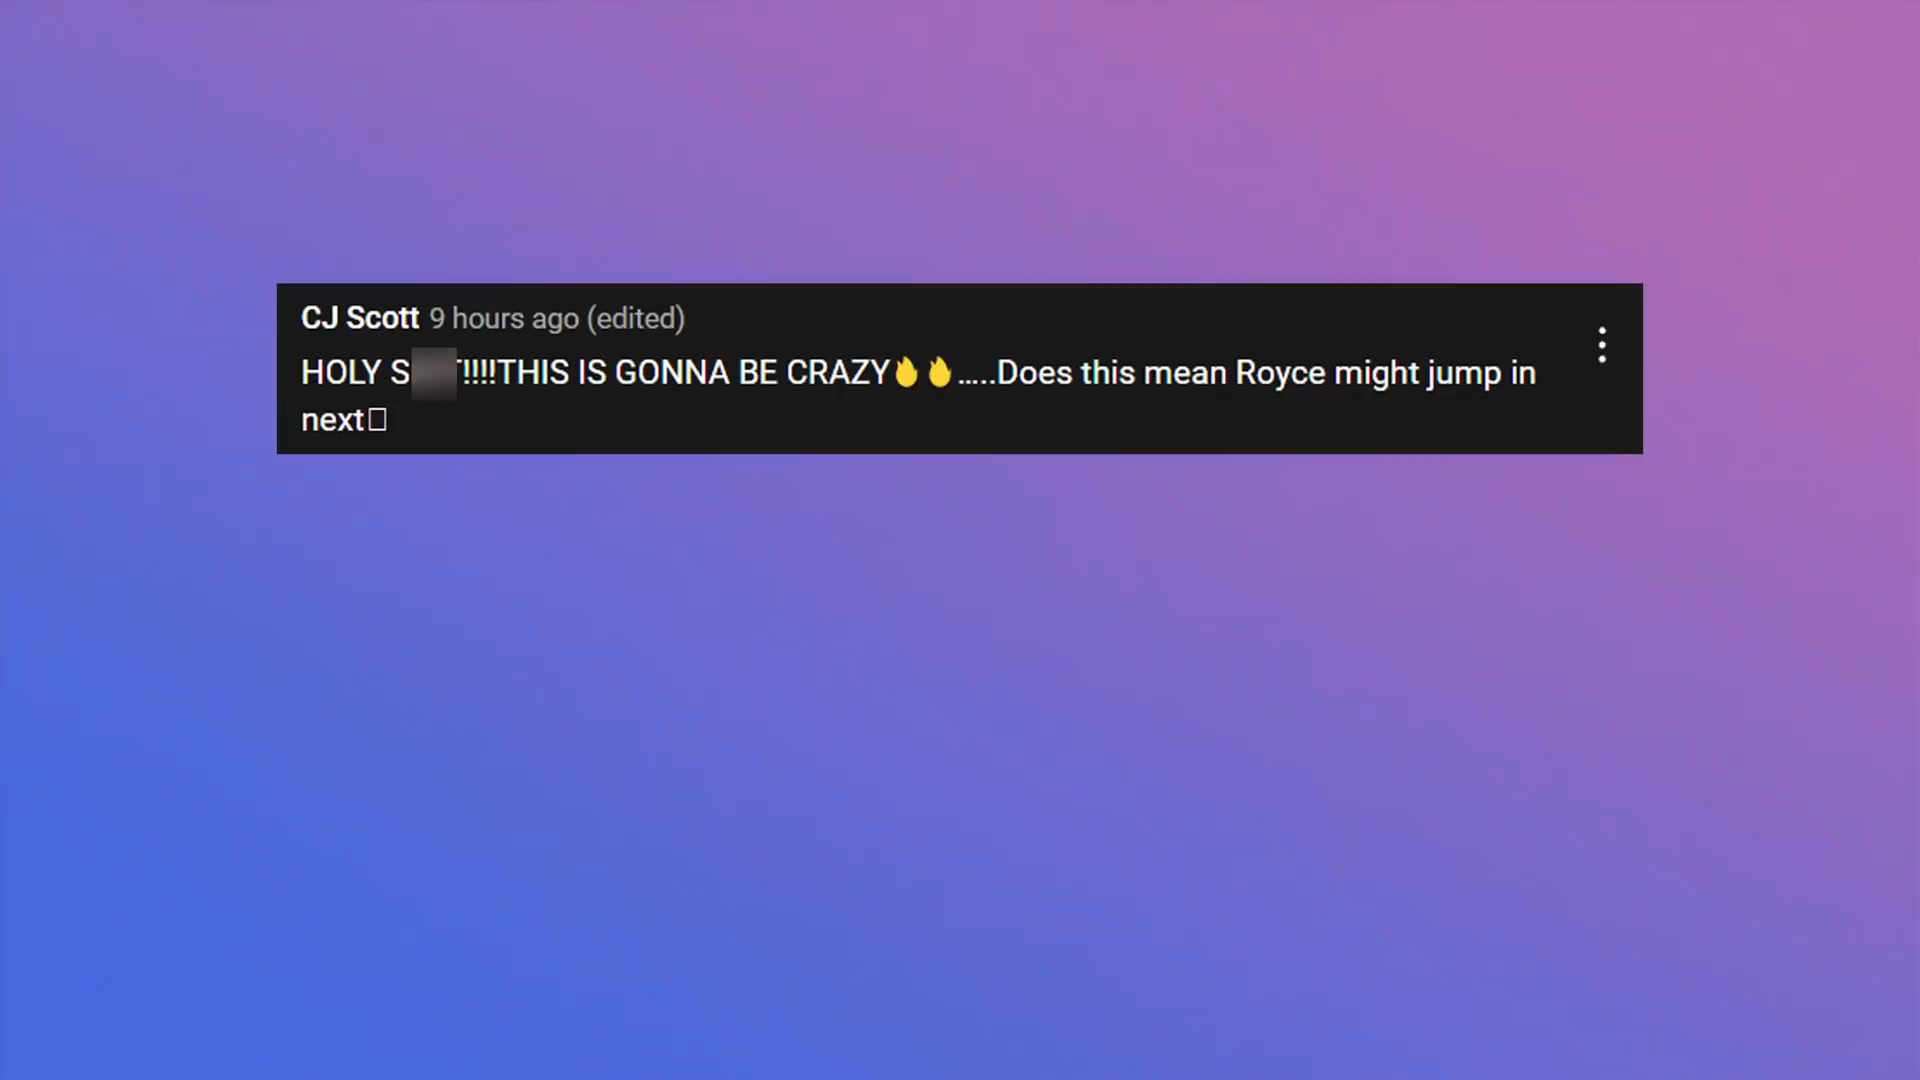 CJ Scott 9 hours ago (edited)
HOLY S T!!!!THIS IS GONNA BE CRAZY🔥🔥.....Does this mean Royce might jump in
next□